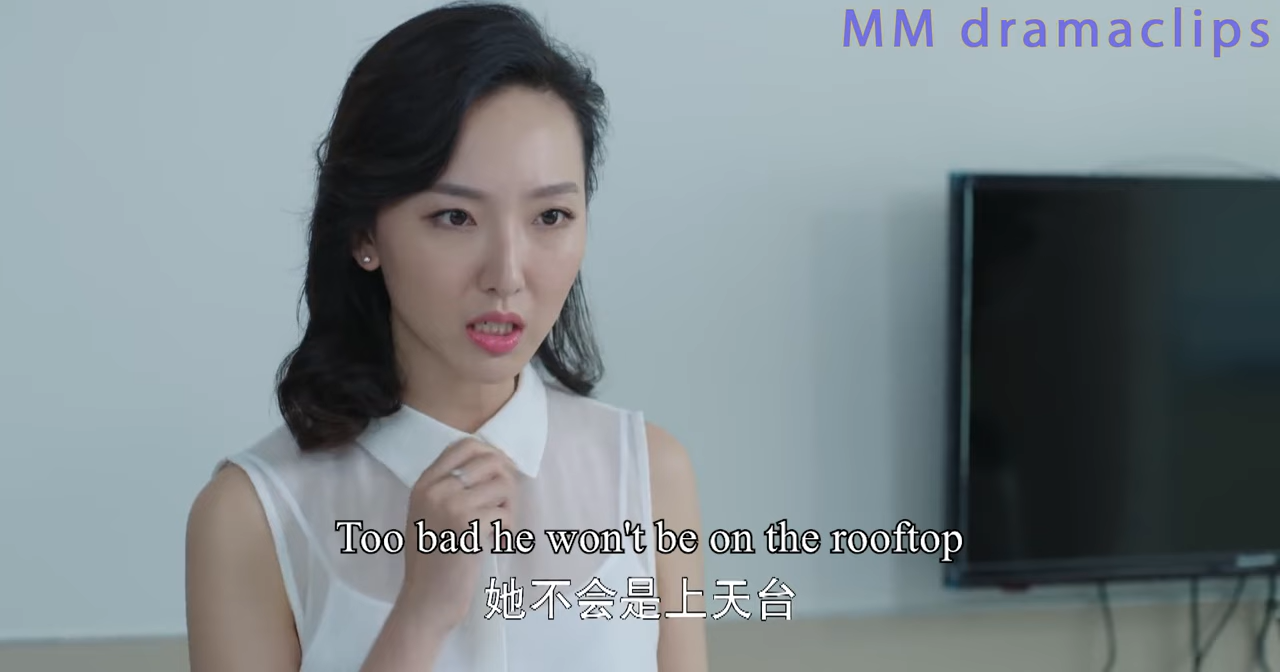 MM dramaclips
Too bad he won't be on the rooftop
她不会是上天台